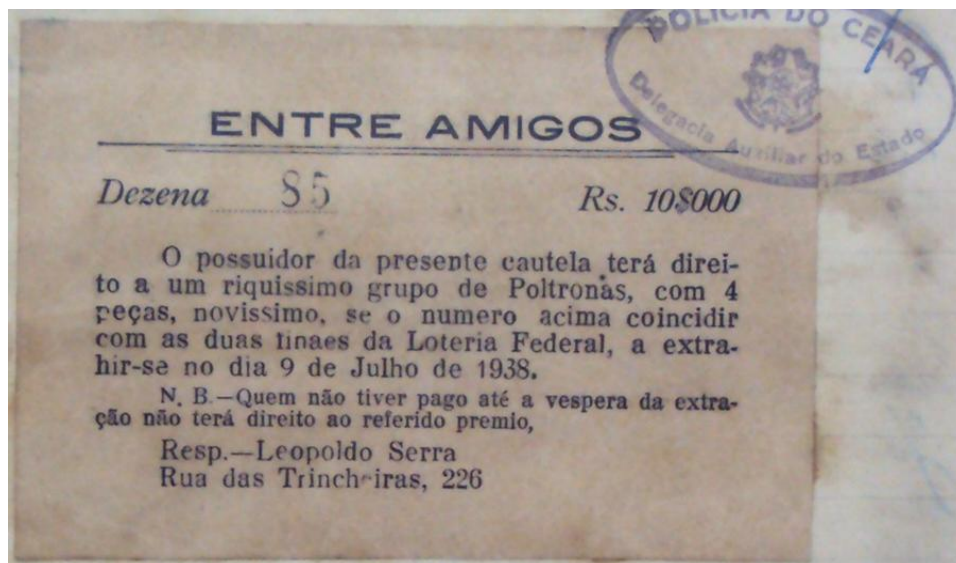 POLICIA DO CEARÁ
Delegacia Auxiliar do Estado
ENTRE AMIGOS
Dezena 85 Rs. 10$000
O possuidor da presente cautela terá direi-
to a um riquissimo grupo de Poltronas, com 4
peças, novissimo, se o numero acima coincidir
com as duas finaes da Loteria Federal, a extra-
hir-se no dia 9 de Julho de 1938.
N. B.—Quem não tiver pago até a vespera da extra-
ção não terá direito ao referido premio,
Resp.—Leopoldo Serra
Rua das Trincheiras, 226